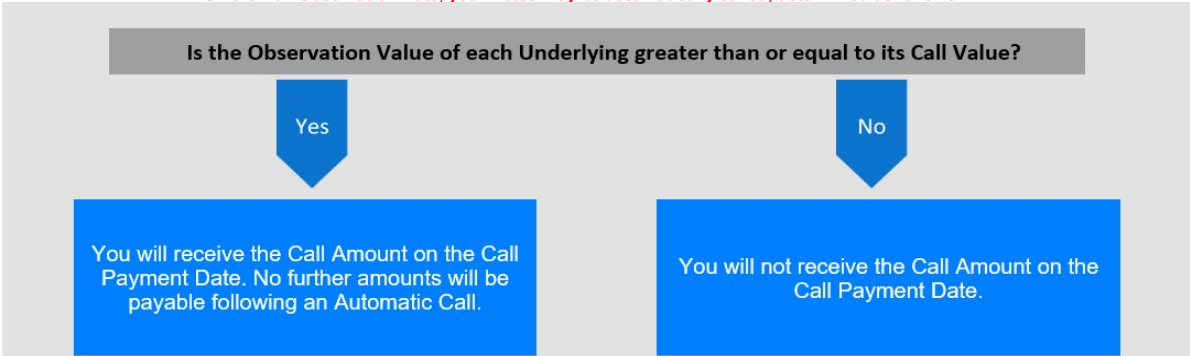 Is the Observation Value of each Underlying greater than or equal to its Call Value?
Yes
No
You will receive the Call Amount on the Call
Payment Date. No further amounts will be
payable following an Automatic Call.
You will not receive the Call Amount on the
Call Payment Date.